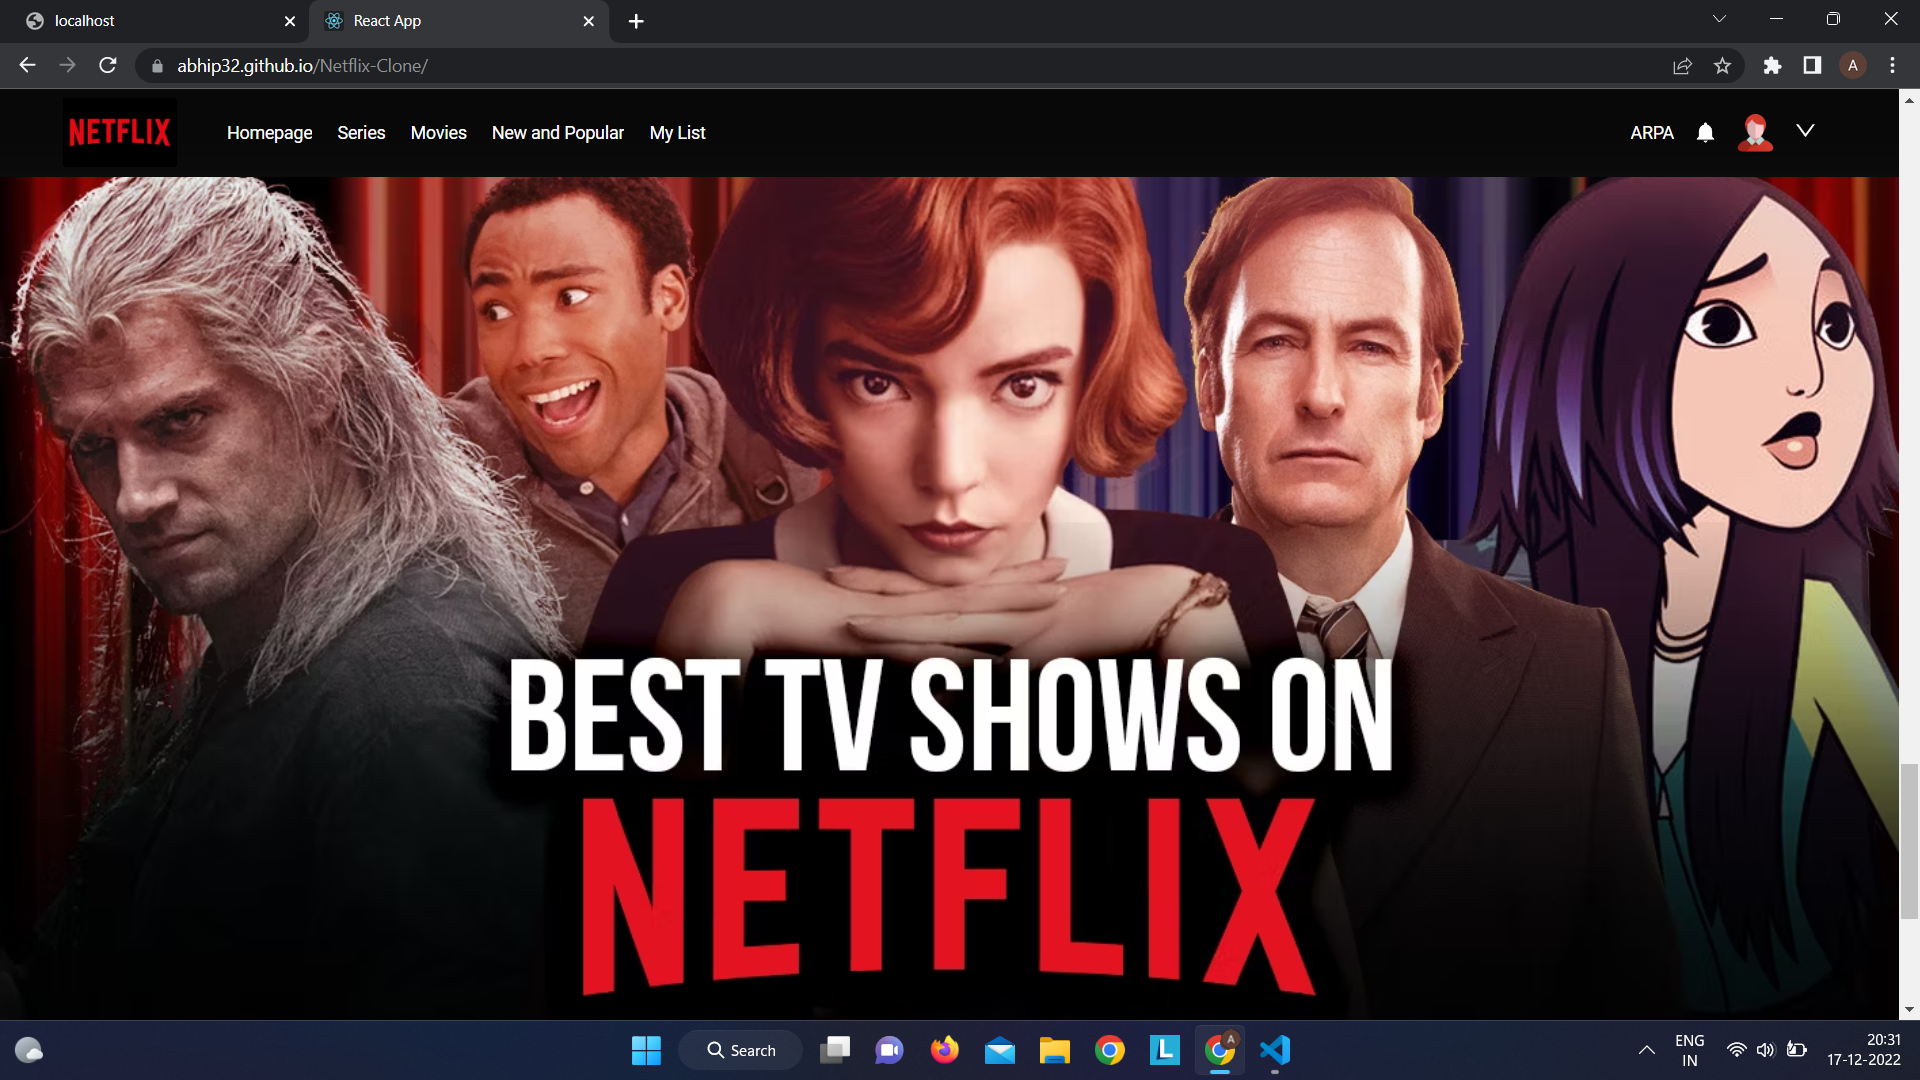 localhost
React App
abhip32.github.io/Netflix-Clone/
A
NETFLIX
Homepage Series Movies New and Popular My List
ARPA
BEST TV SHOWS ON
NETFLIX
Search
L
A
ENG
IN
20:31
17-12-2022